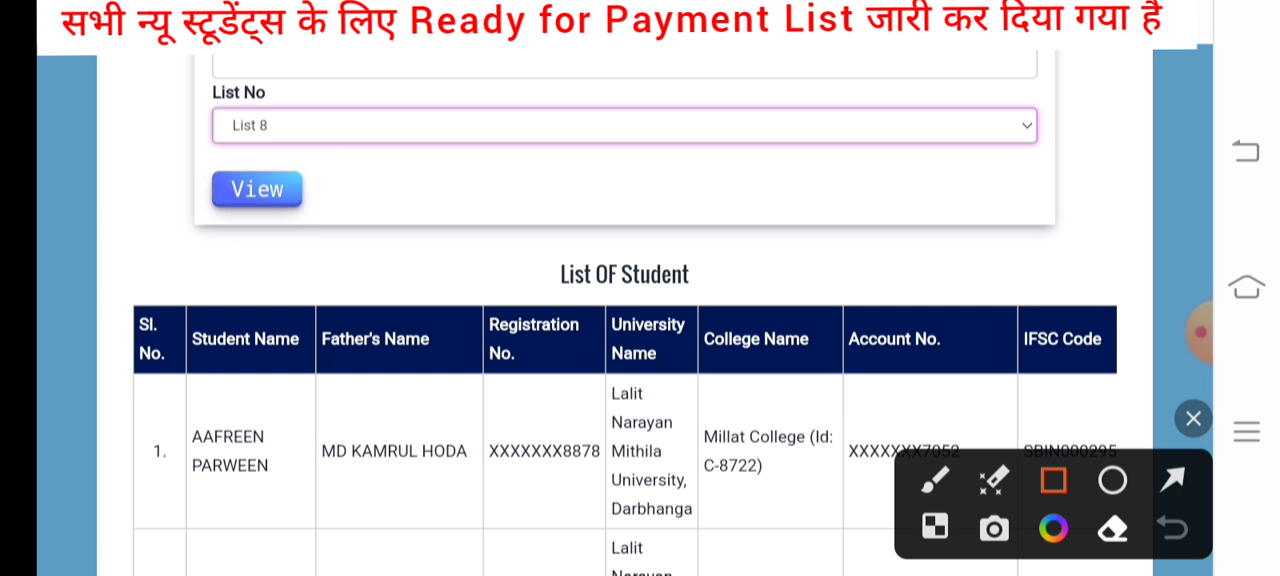 सभी न्यू स्टूडेंट्स के लिए Ready for Payment List जारी कर दिया गया है
List No
List 8
View
List OF Student
Sl. No. Student Name Father's Name Registration No. University Name College Name Account No. IFSC Code
1. AAFREEN PARWEEN MD KAMRUL HODA XXXXXXX8878 Lalit Narayan Mithila University, Darbhanga Millat College (Id: C-8722) XXXXXXX7052 SBIN000295
Lalit